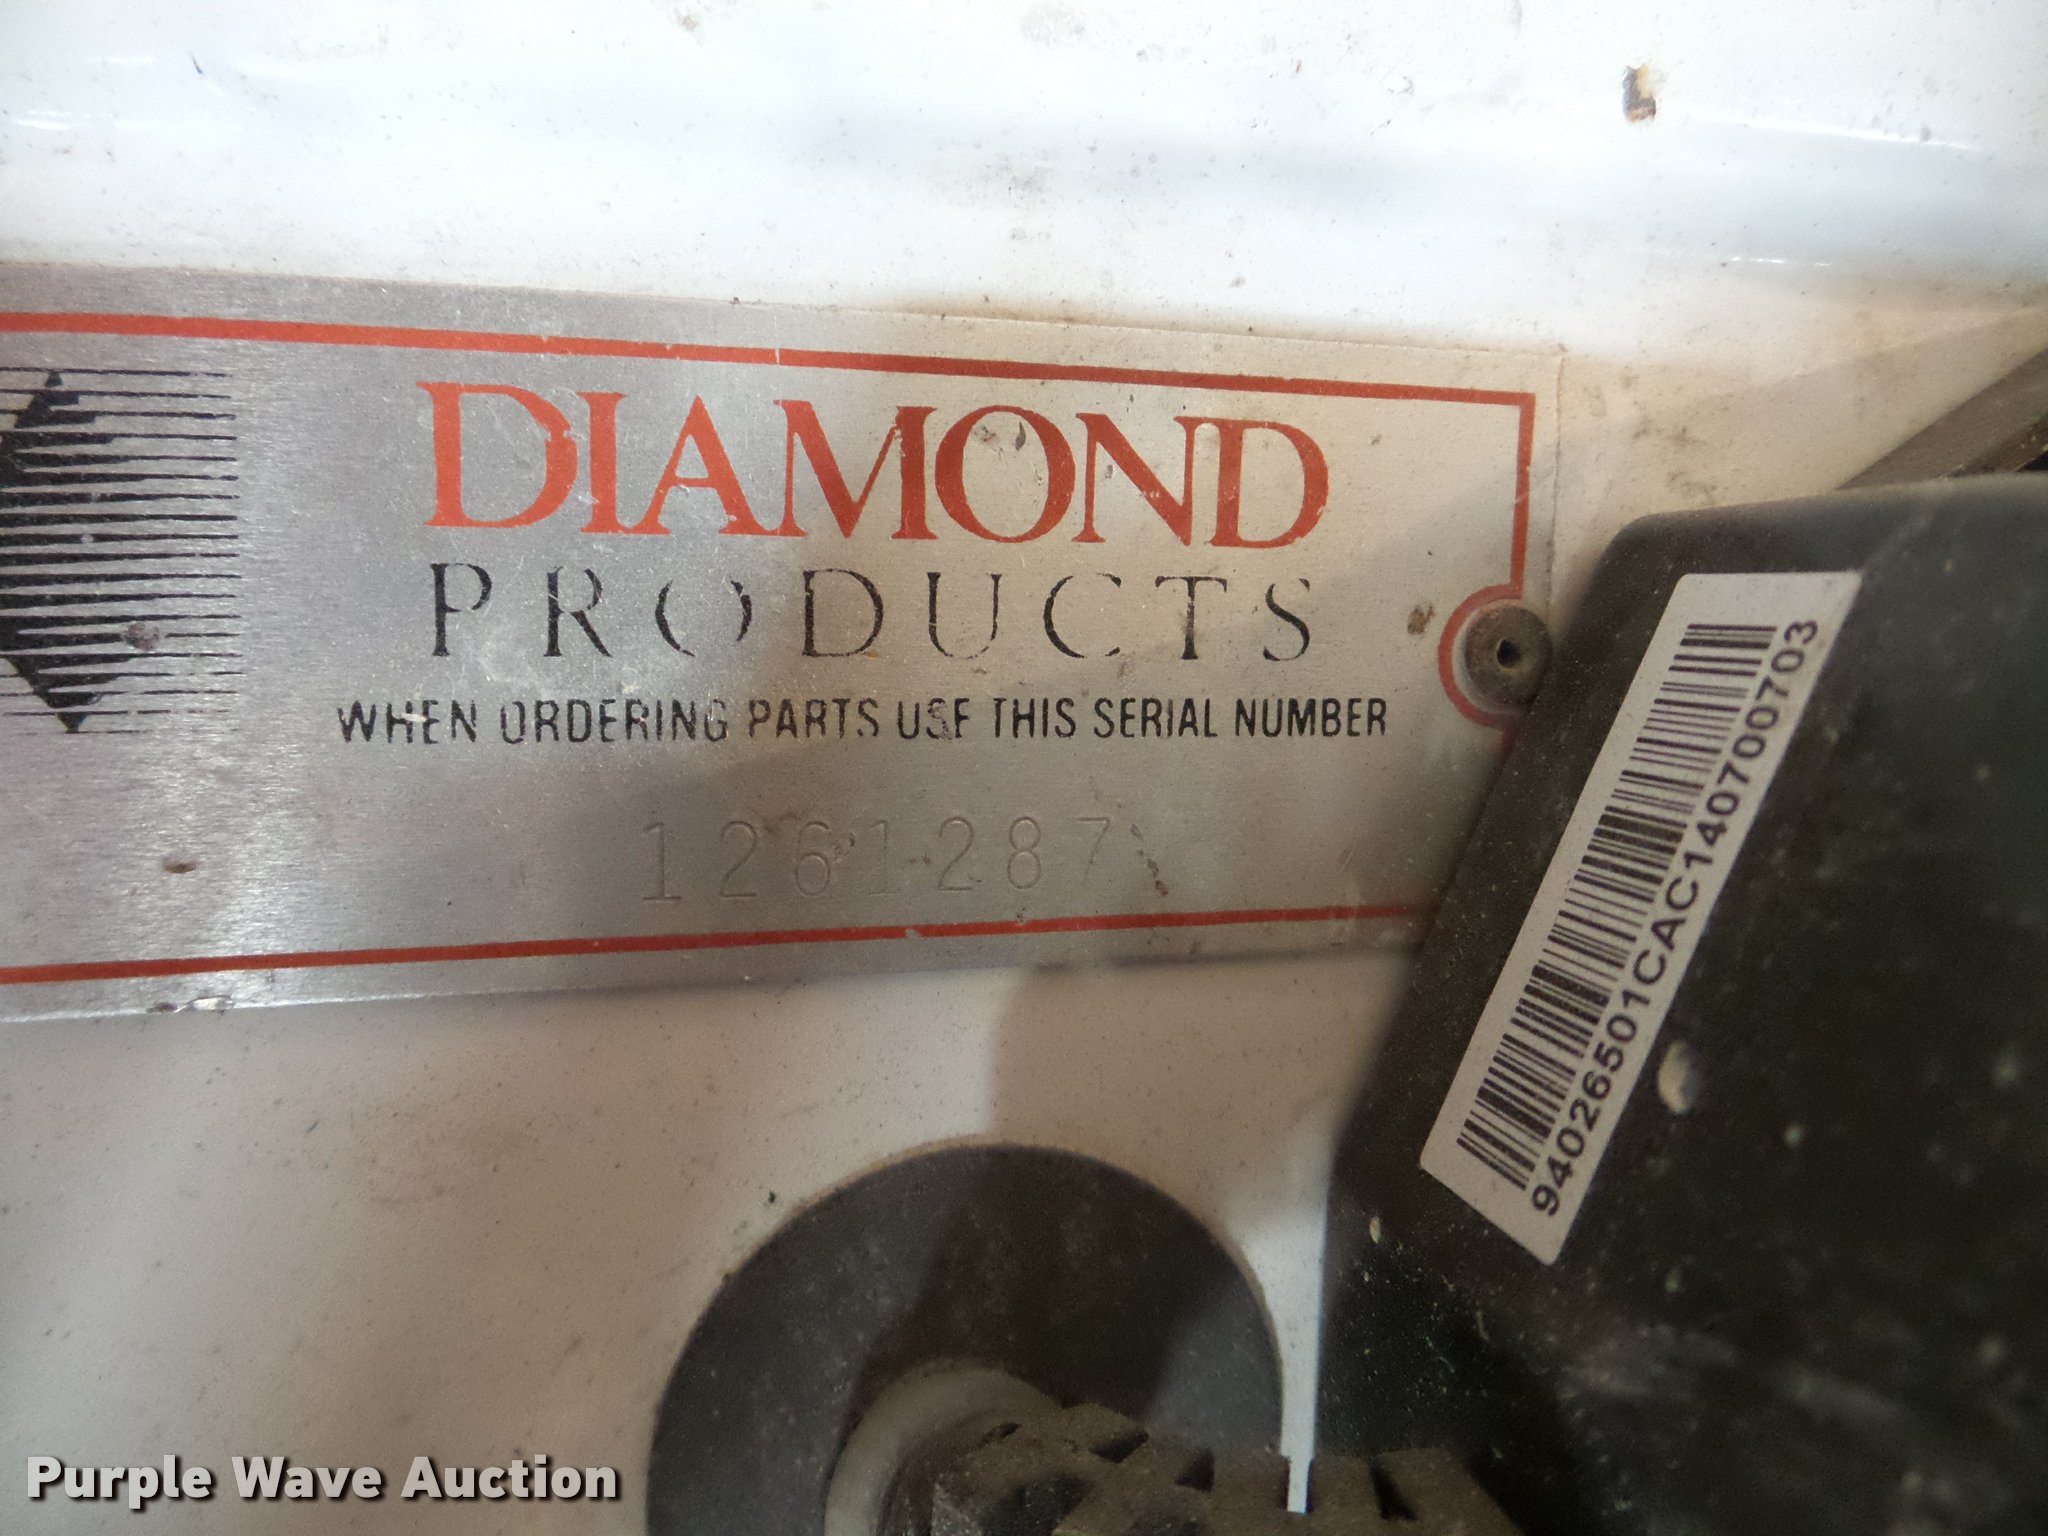 DIAMOND
PRODUCTS
WHEN ORDERING PARTS USE THIS SERIAL NUMBER
1261287
94026501CAC140700703
Purple Wave Auction